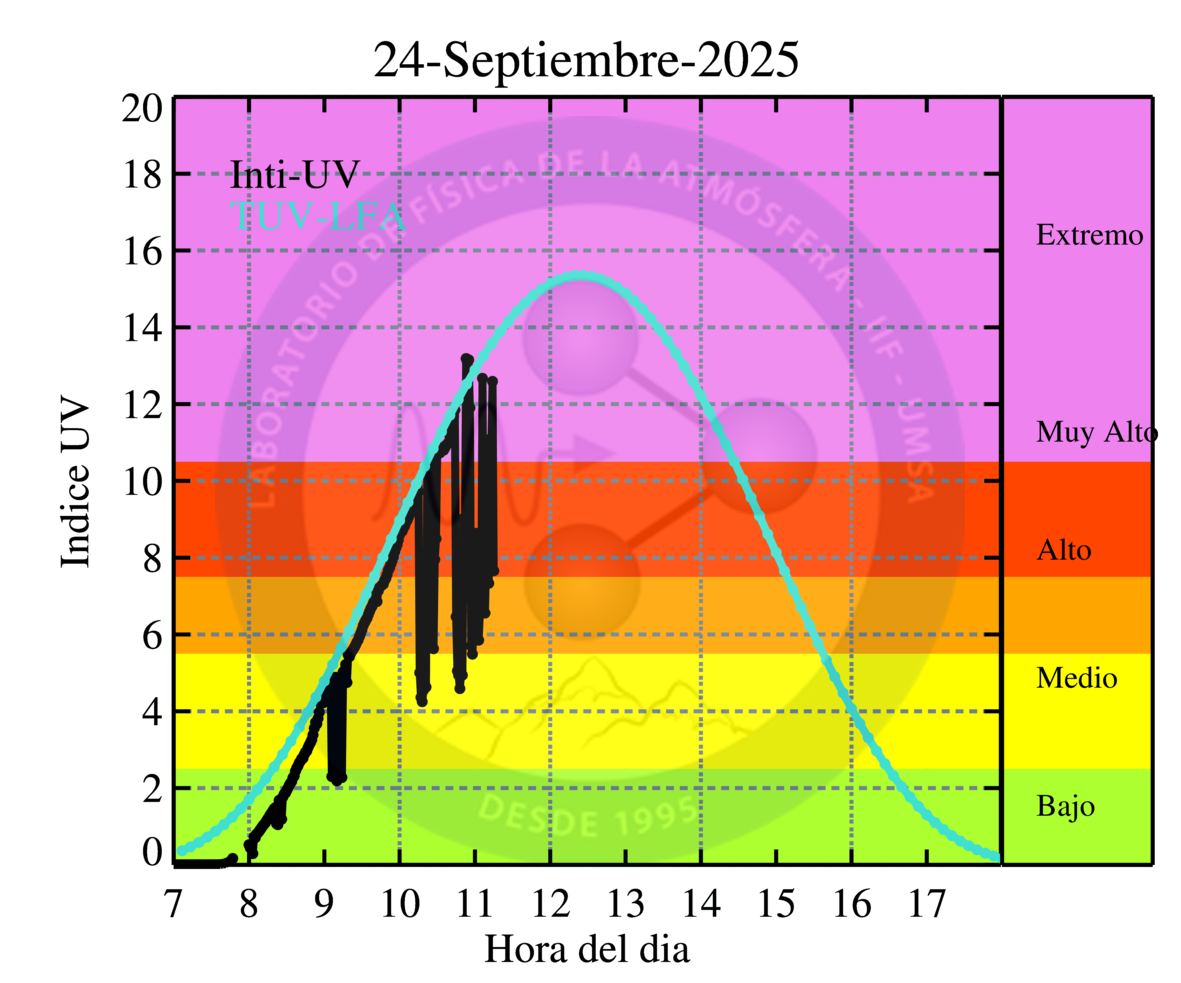 24-Septiembre-2025
Indice UV
20
18
16
14
12
10
8
6
4
2
0
Inti-UV
TUV-LFA
LABORATORIO DE FÍSICA DE LA ATMÓSFERA - IIF - UMSA
DESDE 1995
Extremo
Muy Alto
Alto
Medio
Bajo
7 8 9 10 11 12 13 14 15 16 17
Hora del dia